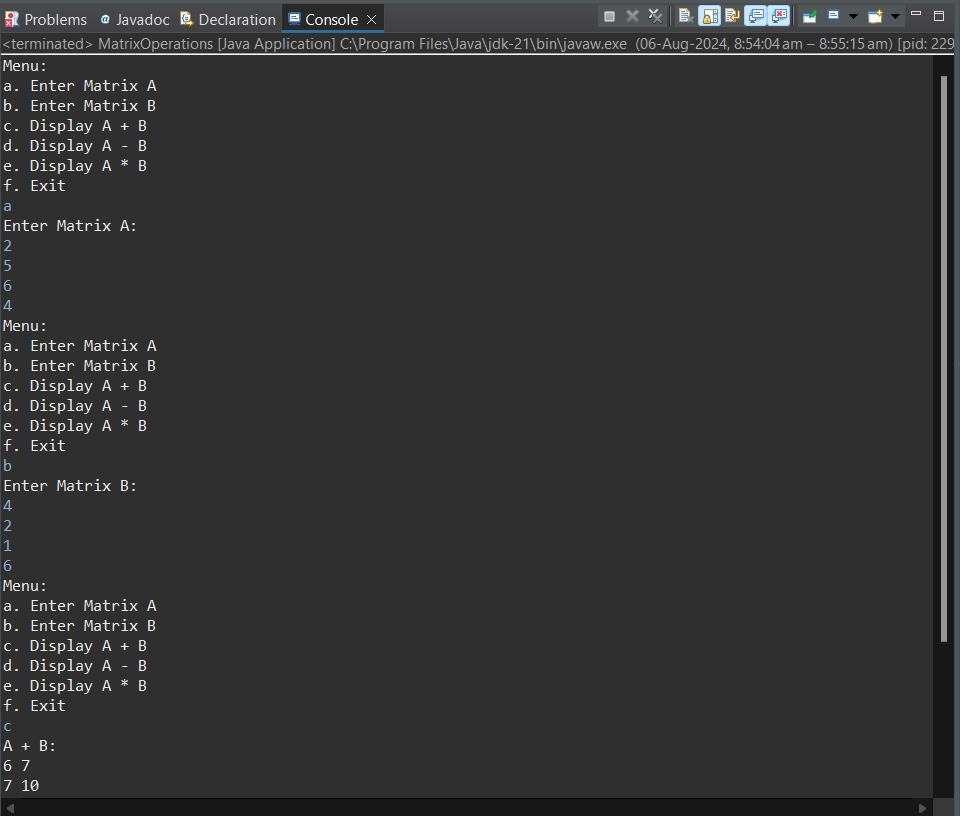 Problems Javadoc Declaration Console
<terminated> MatrixOperations [Java Application] C:\Program Files\Java\jdk-21\bin\javaw.exe (06-Aug-2024, 8:54:04 am – 8:55:15 am) [pid: 229
Menu:
a. Enter Matrix A
b. Enter Matrix B
c. Display A + B
d. Display A - B
e. Display A * B
f. Exit
a
Enter Matrix A:
2
5
6
4
Menu:
a. Enter Matrix A
b. Enter Matrix B
c. Display A + B
d. Display A - B
e. Display A * B
f. Exit
b
Enter Matrix B:
4
2
1
6
Menu:
a. Enter Matrix A
b. Enter Matrix B
c. Display A + B
d. Display A - B
e. Display A * B
f. Exit
c
A + B:
6 7
7 10